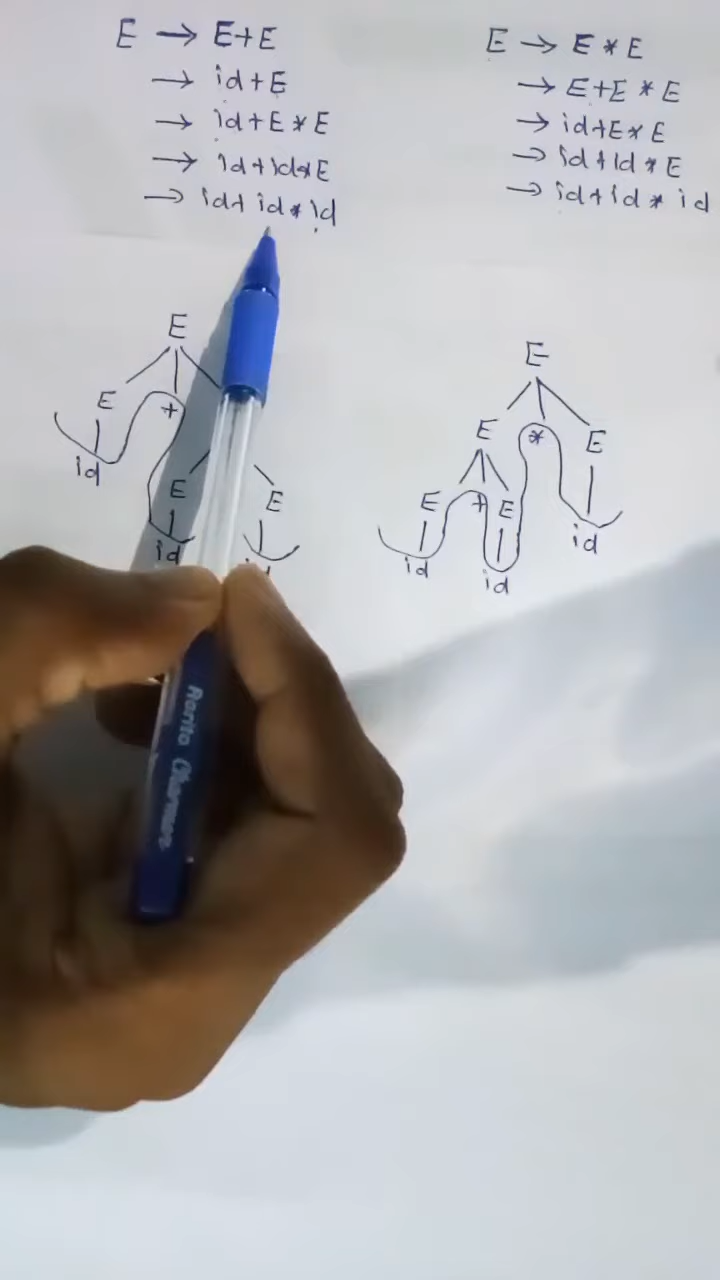 E → E+E
→ id+E
→ id+E*E
→ id+id*E
→ id+id*id
E → E*E
→ E+E*E
→ id+E*E
→ id+id*E
→ id+id*id
E
E +
id
E E
id
E
E * E
E + E
id id id